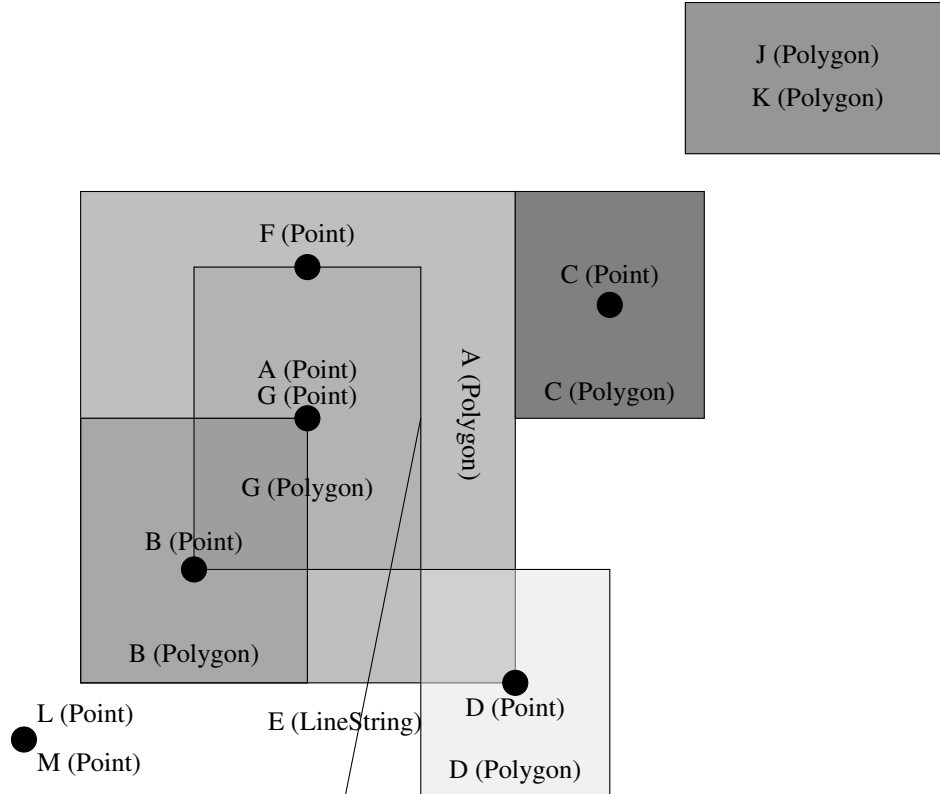 J (Polygon)
K (Polygon)
F (Point)
C (Point)
A (Point)
G (Point)
A (Polygon)
C (Polygon)
G (Polygon)
B (Point)
B (Polygon)
L (Point)
E (LineString)
D (Point)
M (Point)
D (Polygon)